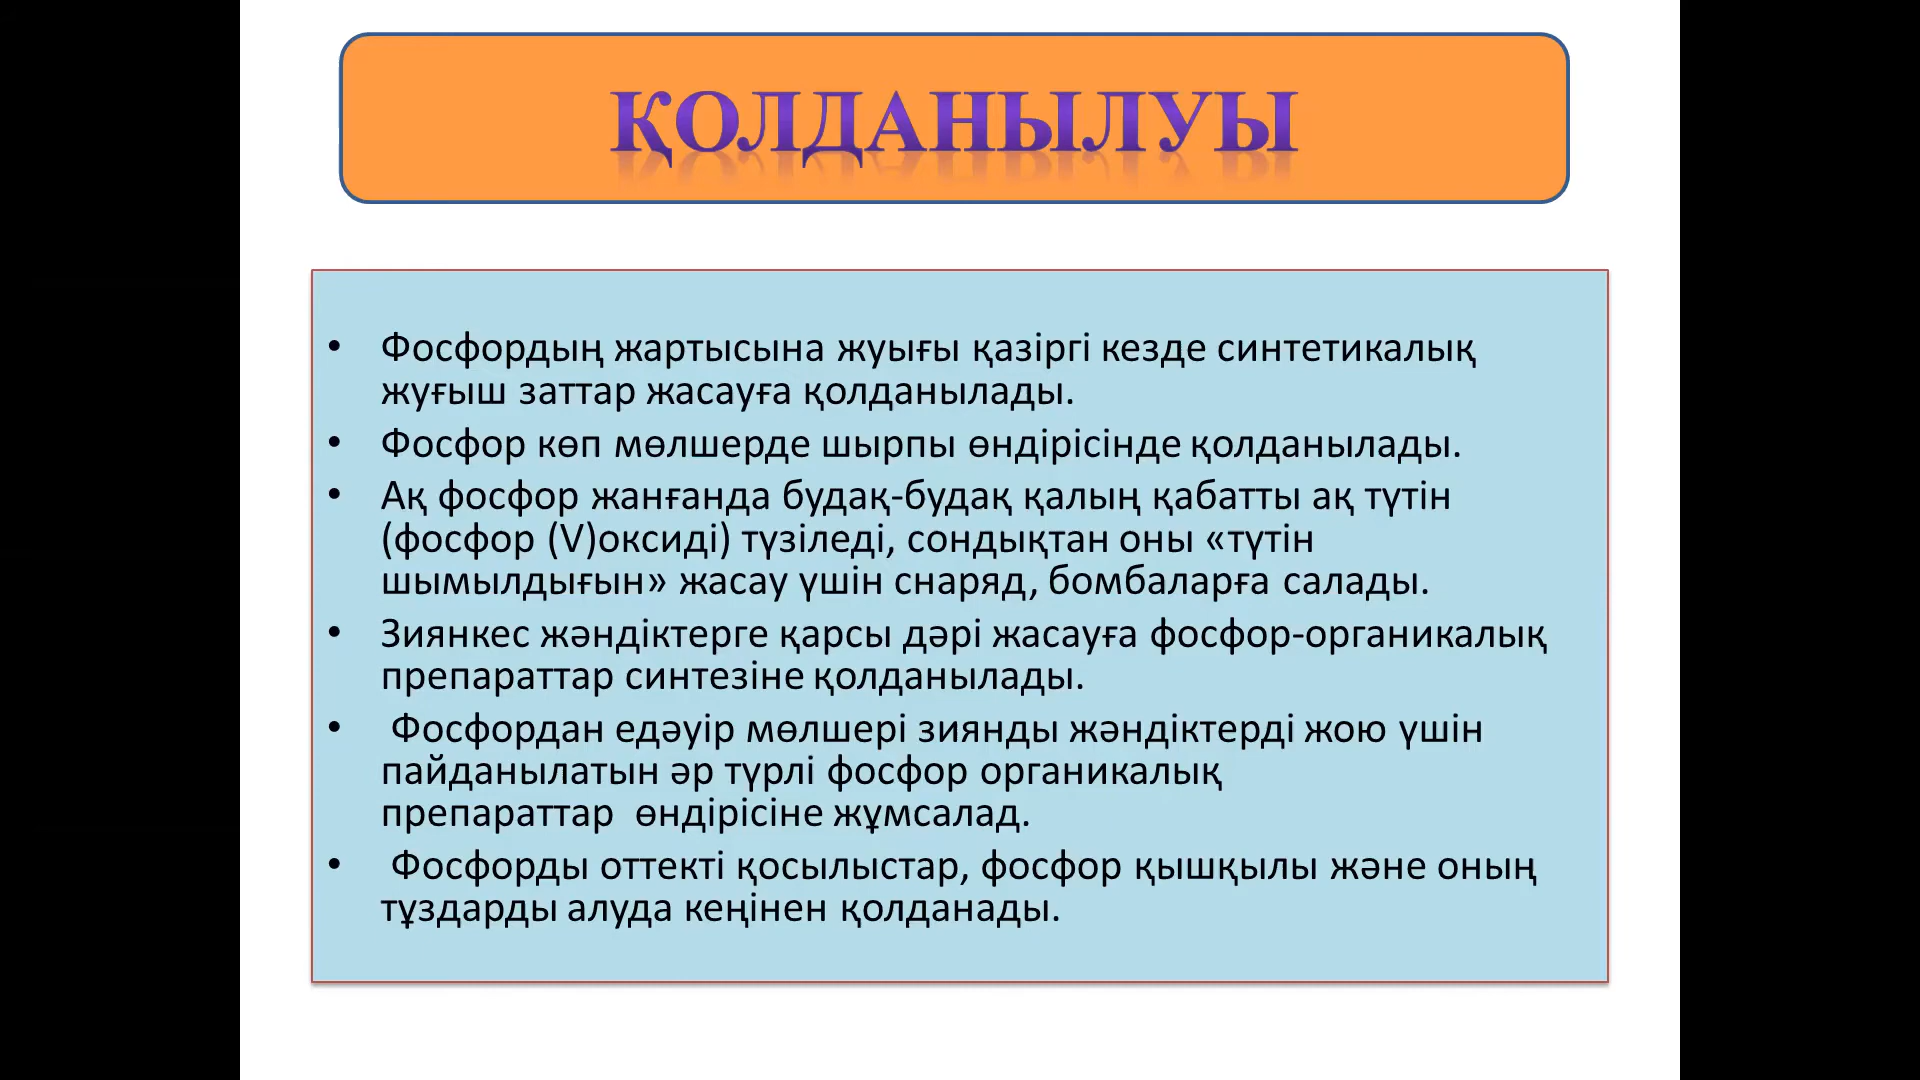 ҚОЛДАНЫЛУЫ
• Фосфордың жартысына жуығы қазіргі кезде синтетикалық
жуғыш заттар жасауға қолданылады.
• Фосфор көп мөлшерде шырпы өндірісінде қолданылады.
• Ақ фосфор жанғанда будақ-будақ қалың қабатты ақ түтін
(фосфор (V)оксиді) түзіледі, сондықтан оны «түтін
шымылдығын» жасау үшін снаряд, бомбаларға салады.
• Зиянкес жәндіктерге қарсы дәрі жасауға фосфор-органикалық
препараттар синтезіне қолданылады.
• Фосфордан едәуір мөлшері зиянды жәндіктерді жою үшін
пайданылатын әр түрлі фосфор органикалық
препараттар  өндірісіне жұмсалад.
• Фосфорды оттекті қосылыстар, фосфор қышқылы және оның
тұздарды алуда кеңінен қолданады.